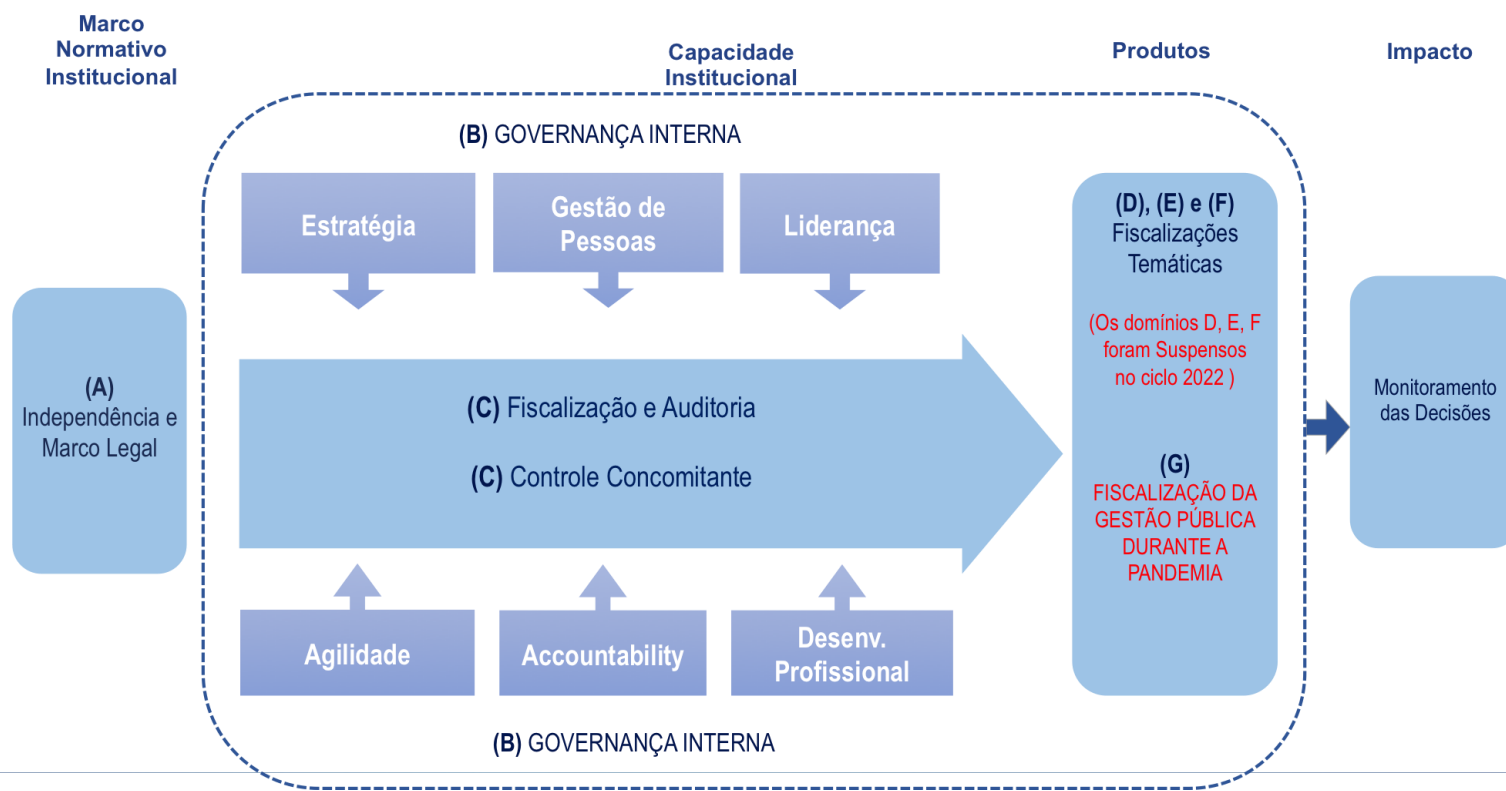 Marco
Normativo
Institucional
Capacidade
Institucional
Produtos
Impacto
(B) GOVERNANÇA INTERNA
Estratégia
Gestão de
Pessoas
Liderança
(A)
Independência e
Marco Legal
(C) Fiscalização e Auditoria
(C) Controle Concomitante
Agilidade
Accountability
Desenv.
Profissional
(B) GOVERNANÇA INTERNA
(D), (E) e (F)
Fiscalizações
Temáticas
(Os domínios D, E, F
foram Suspensos
no ciclo 2022 )
(G)
FISCALIZAÇÃO DA
GESTÃO PÚBLICA
DURANTE A
PANDEMIA
Monitoramento
das Decisões